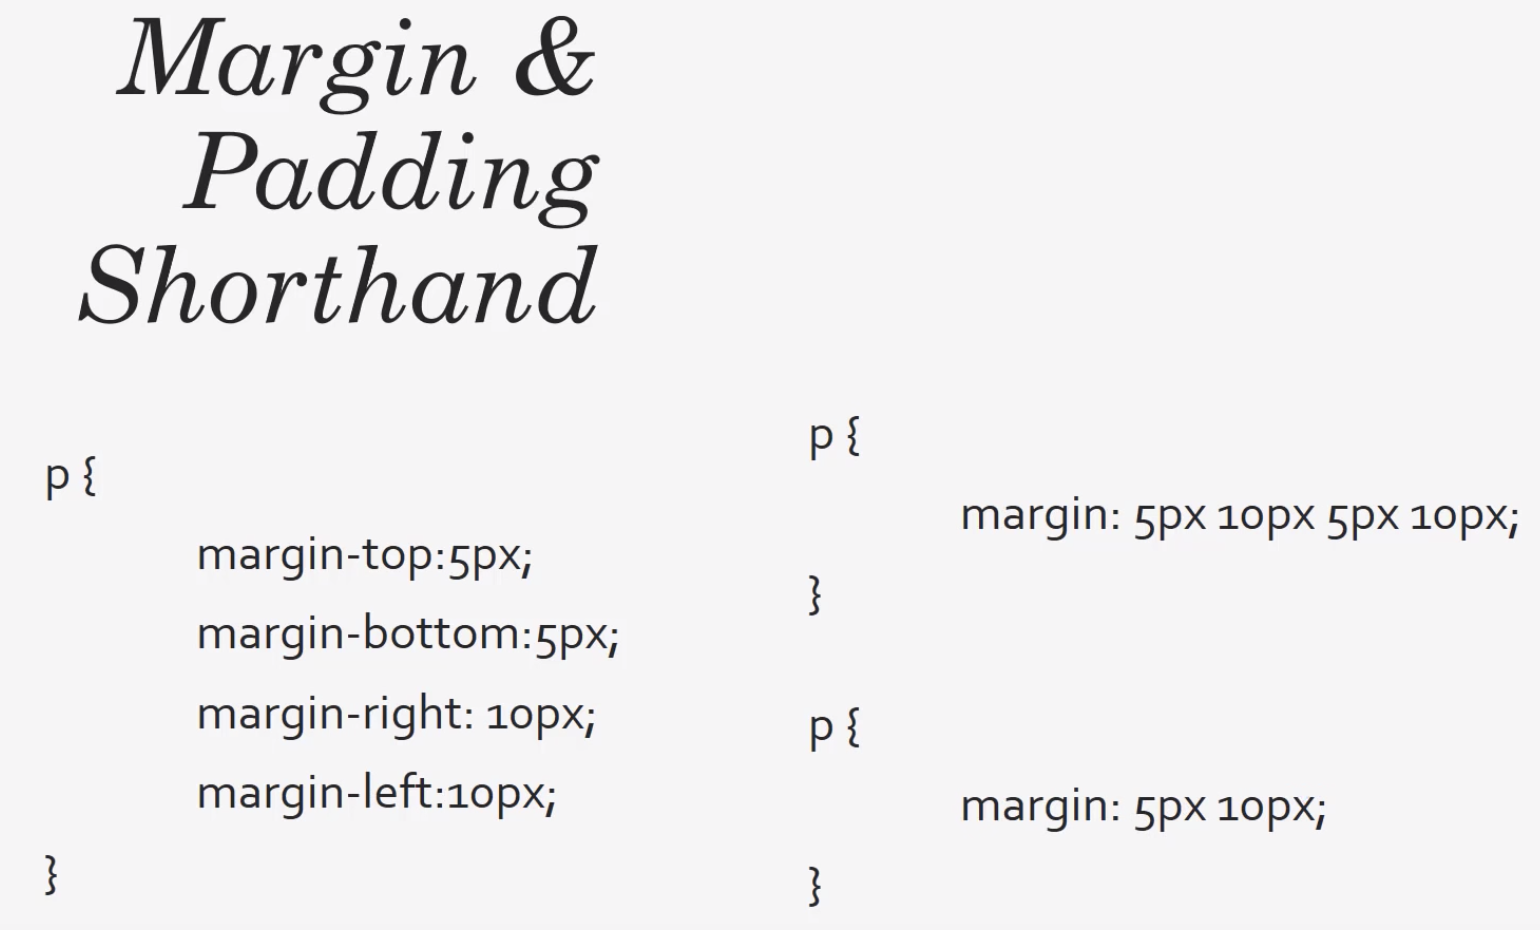 Margin &
Padding
Shorthand
p {
margin-top:5px;
margin-bottom:5px;
margin-right: 10px;
margin-left:10px;
}
p {
margin: 5px 10px 5px 10px;
}
p {
margin: 5px 10px;
}